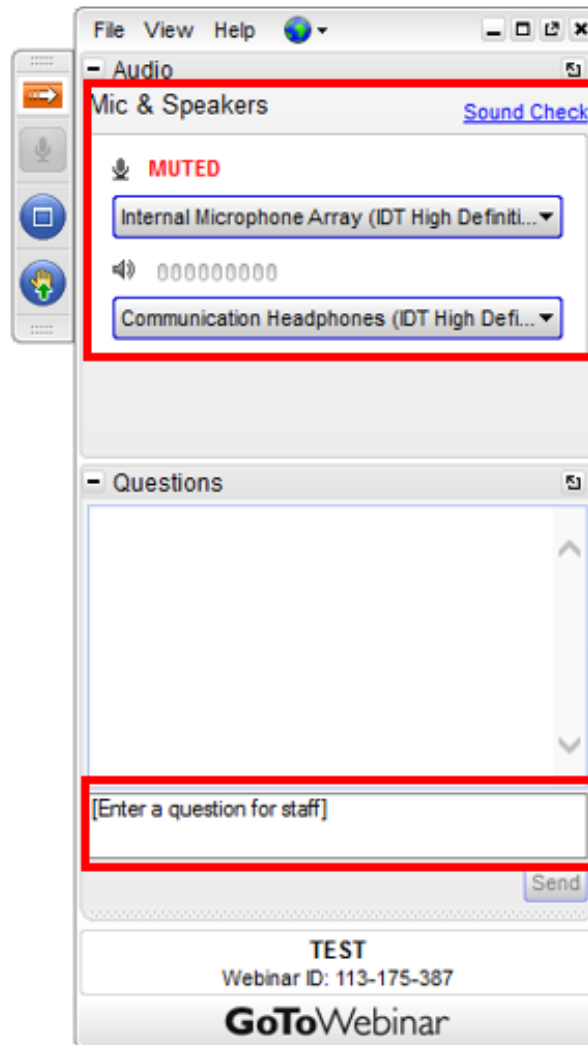 File View Help
Audio
Mic & Speakers
Sound Check
MUTED
Internal Microphone Array (IDT High Definiti...
000000000
Communication Headphones (IDT High Defi...
Questions
[Enter a question for staff]
Send
TEST
Webinar ID: 113-175-387
GoToWebinar